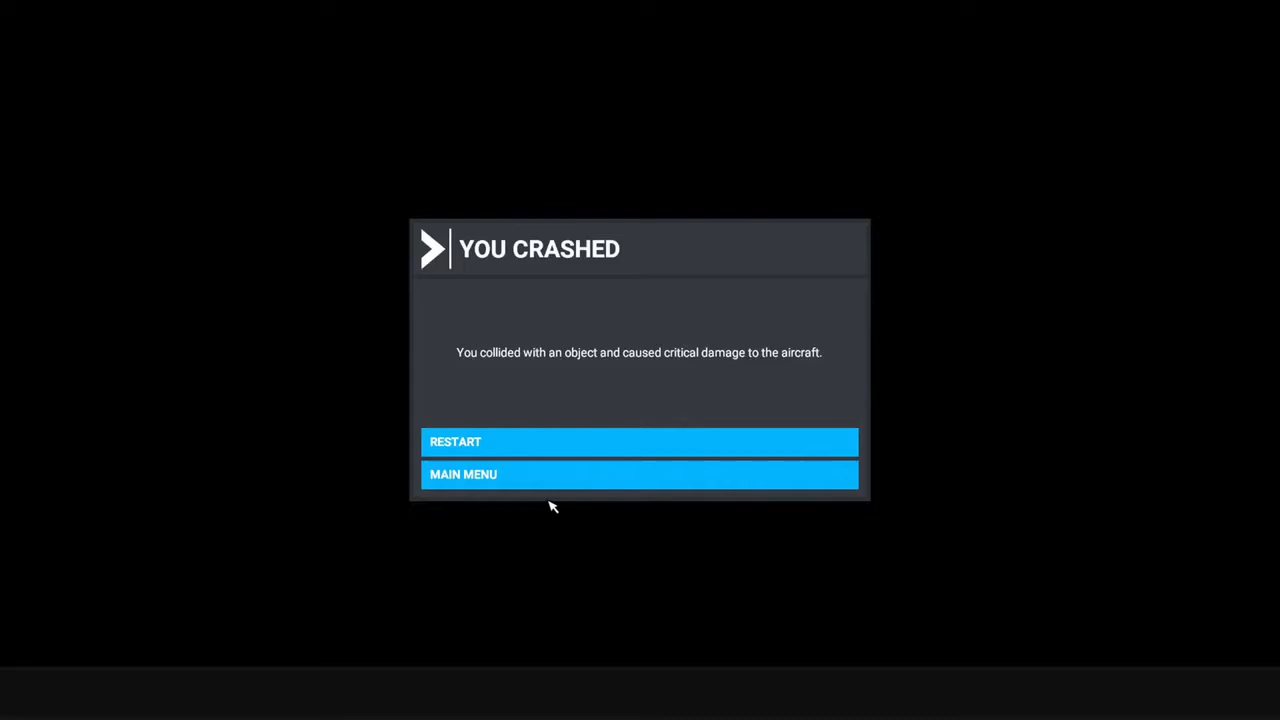 YOU CRASHED
You collided with an object and caused critical damage to the aircraft.
RESTART
MAIN MENU